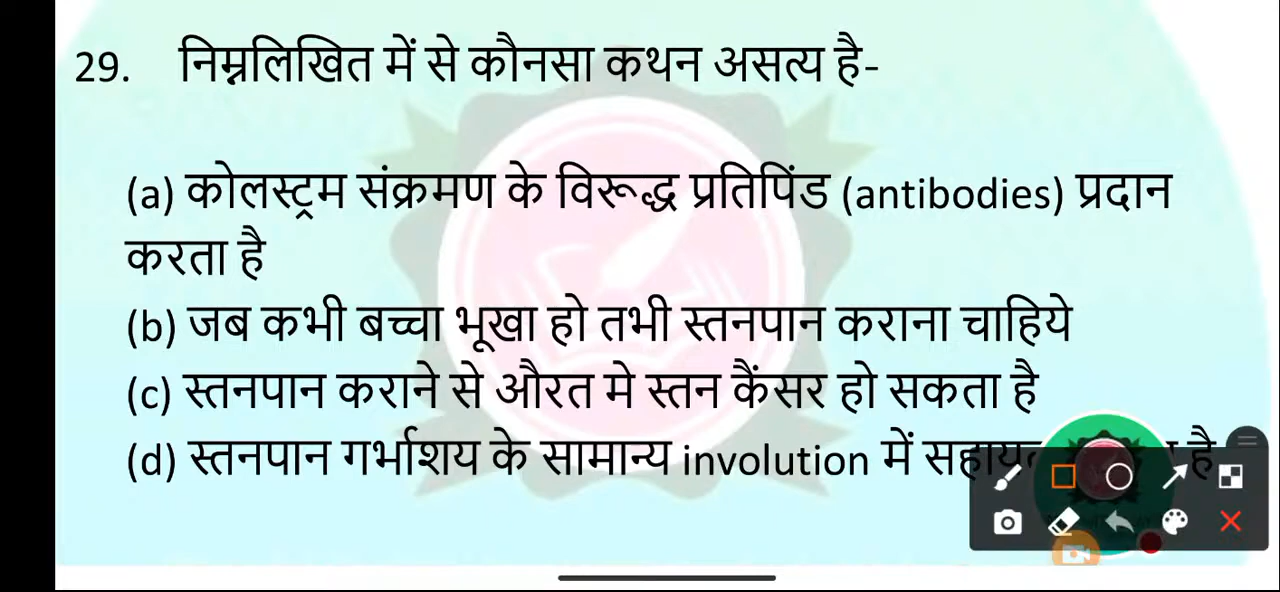 29. निम्नलिखित में से कौनसा कथन असत्य है-
(a) कोलस्ट्रम संक्रमण के विरूद्ध प्रतिपिंड (antibodies) प्रदान
करता है
(b) जब कभी बच्चा भूखा हो तभी स्तनपान कराना चाहिये
(c) स्तनपान कराने से औरत मे स्तन कैंसर हो सकता है
(d) स्तनपान गर्भाशय के सामान्य involution में है